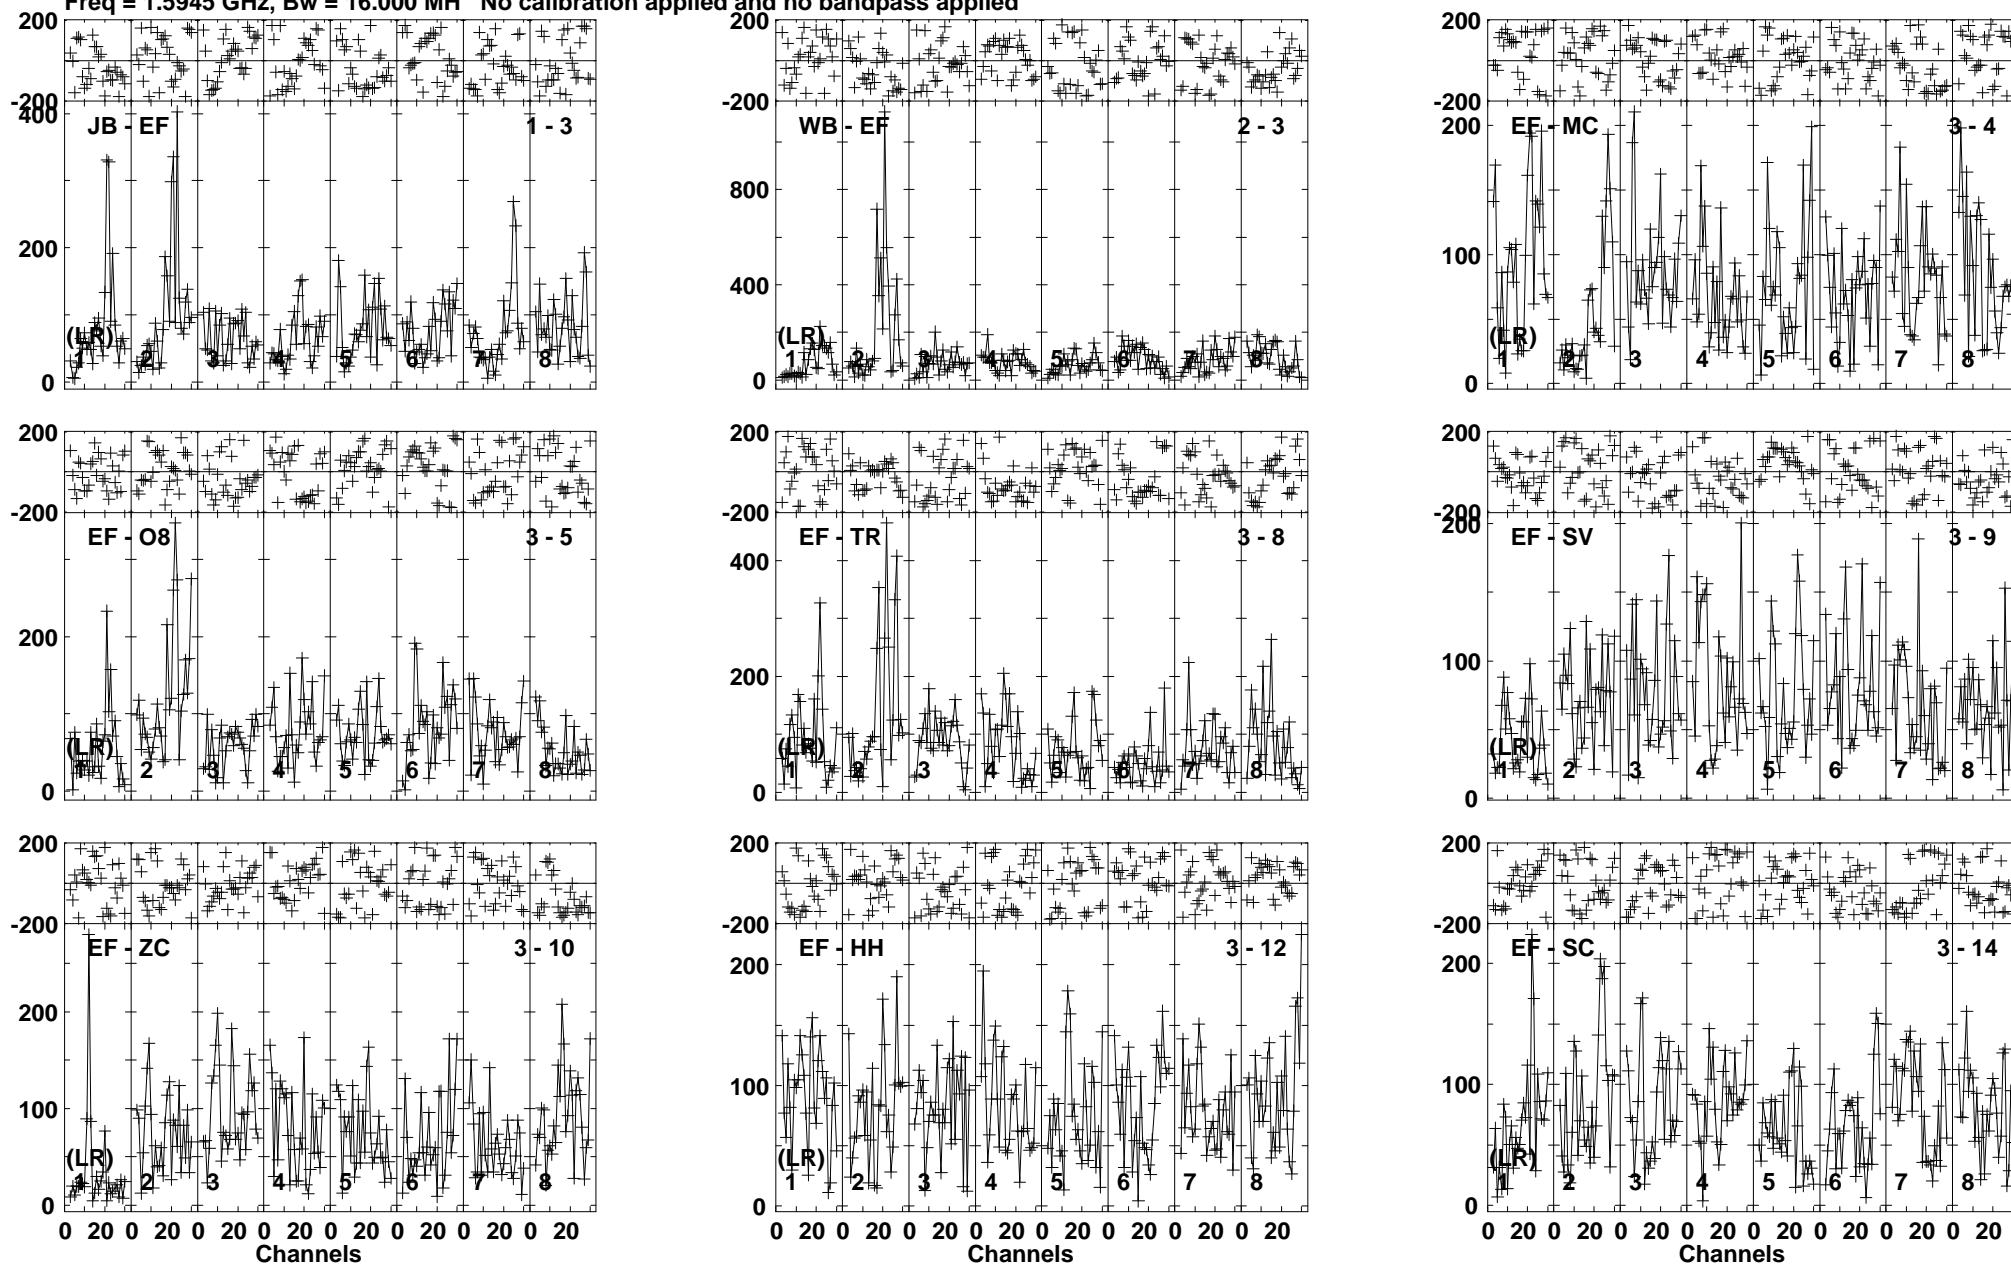 Freq = 1.5945 GHz, Bw = 16.000 MH No calibration applied and no bandpass applied
200
-200
400
200
0
JB - EF
1 - 3
(LR)
1 2 3 4 5 6 7 8
200
-200
800
400
0
WB - EF
2 - 3
(LR)
1 2 3 4 5 6 7 8
200
-200
200
100
0
EF - MC
3 - 4
(LR)
1 2 3 4 5 6 7 8
200
-200
200
0
EF - O8
3 - 5
(LR)
1 2 3 4 5 6 7 8
200
-200
400
200
0
EF - TR
3 - 8
(LR)
1 2 3 4 5 6 7 8
200
-200
200
100
0
EF - SV
3 - 9
(LR)
1 2 3 4 5 6 7 8
200
-200
200
100
0
EF - ZC
3 - 10
(LR)
1 2 3 4 5 6 7 8
0 20 0 20 0 20 0 20 0 20 0 20 0 20 0 20
Channels
200
-200
200
100
0
EF - HH
3 - 12
(LR)
1 2 3 4 5 6 7 8
0 20 0 20 0 20 0 20 0 20 0 20 0 20 0 20
Channels
200
-200
200
100
0
EF - SC
3 - 14
(LR)
1 2 3 4 5 6 7 8
0 20 0 20 0 20 0 20 0 20 0 20 0 20 0 20
Channels